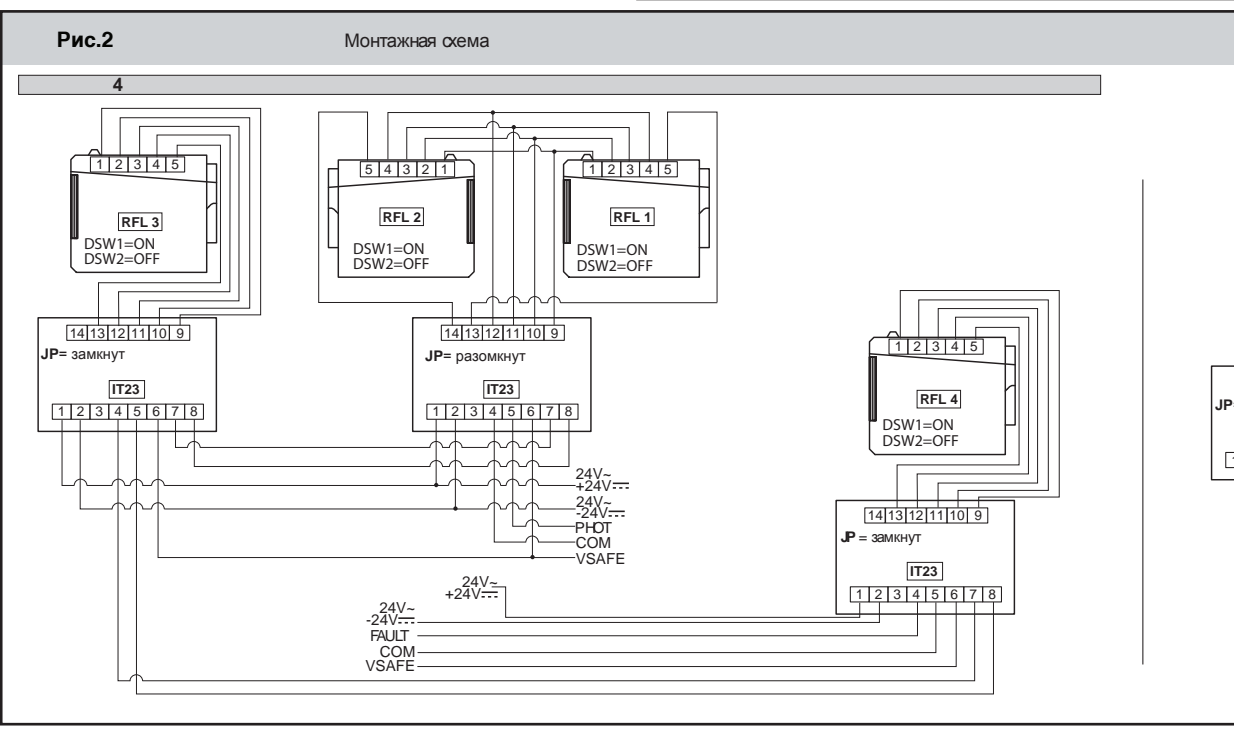 Рис.2
Монтажная схема
4
1 2 3 4 5
RFL 3
DSW1=ON
DSW2=OFF
5 4 3 2 1
RFL 2
DSW1=ON
DSW2=OFF
1 2 3 4 5
RFL 1
DSW1=ON
DSW2=OFF
14 13 12 11 10 9
JP= замкнут
IT23
1 2 3 4 5 6 7 8
14 13 12 11 10 9
JP= разомкнут
IT23
1 2 3 4 5 6 7 8
24V~
+24V
24V~
-24V
PHOT
COM
VSAFE
1 2 3 4 5
RFL 4
DSW1=ON
DSW2=OFF
14 13 12 11 10 9
JP = замкнут
IT23
1 2 3 4 5 6 7 8
24V~
+24V
24V~
-24V
FAULT
COM
VSAFE
JP=